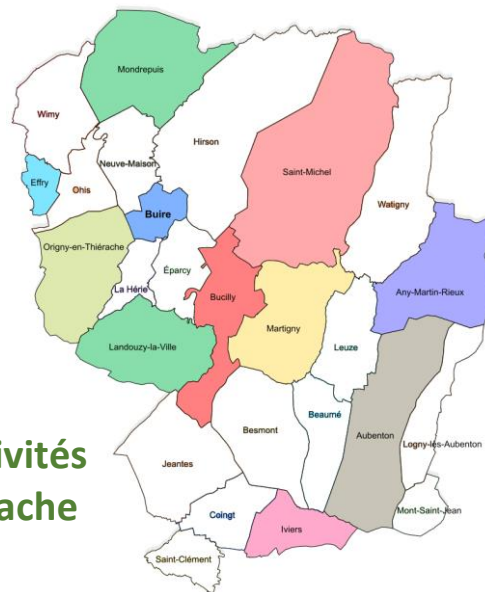 Mondrepuis
Wimy
Hirson
Neuve-Maison
Saint-Michel
Effry
Ohis
Watigny
Buire
Origny-en-Thiérache
Éparcy
La Hérie
Bucilly
Any-Martin-Rieux
Martigny
Leuze
Landouzy-la-Ville
Beaumé
Besmont
Aubenton
Logny-lès-Aubenton
Jeantes
Coingt
Iviers
Mont-Saint-Jean
Saint-Clément
ivités
ache